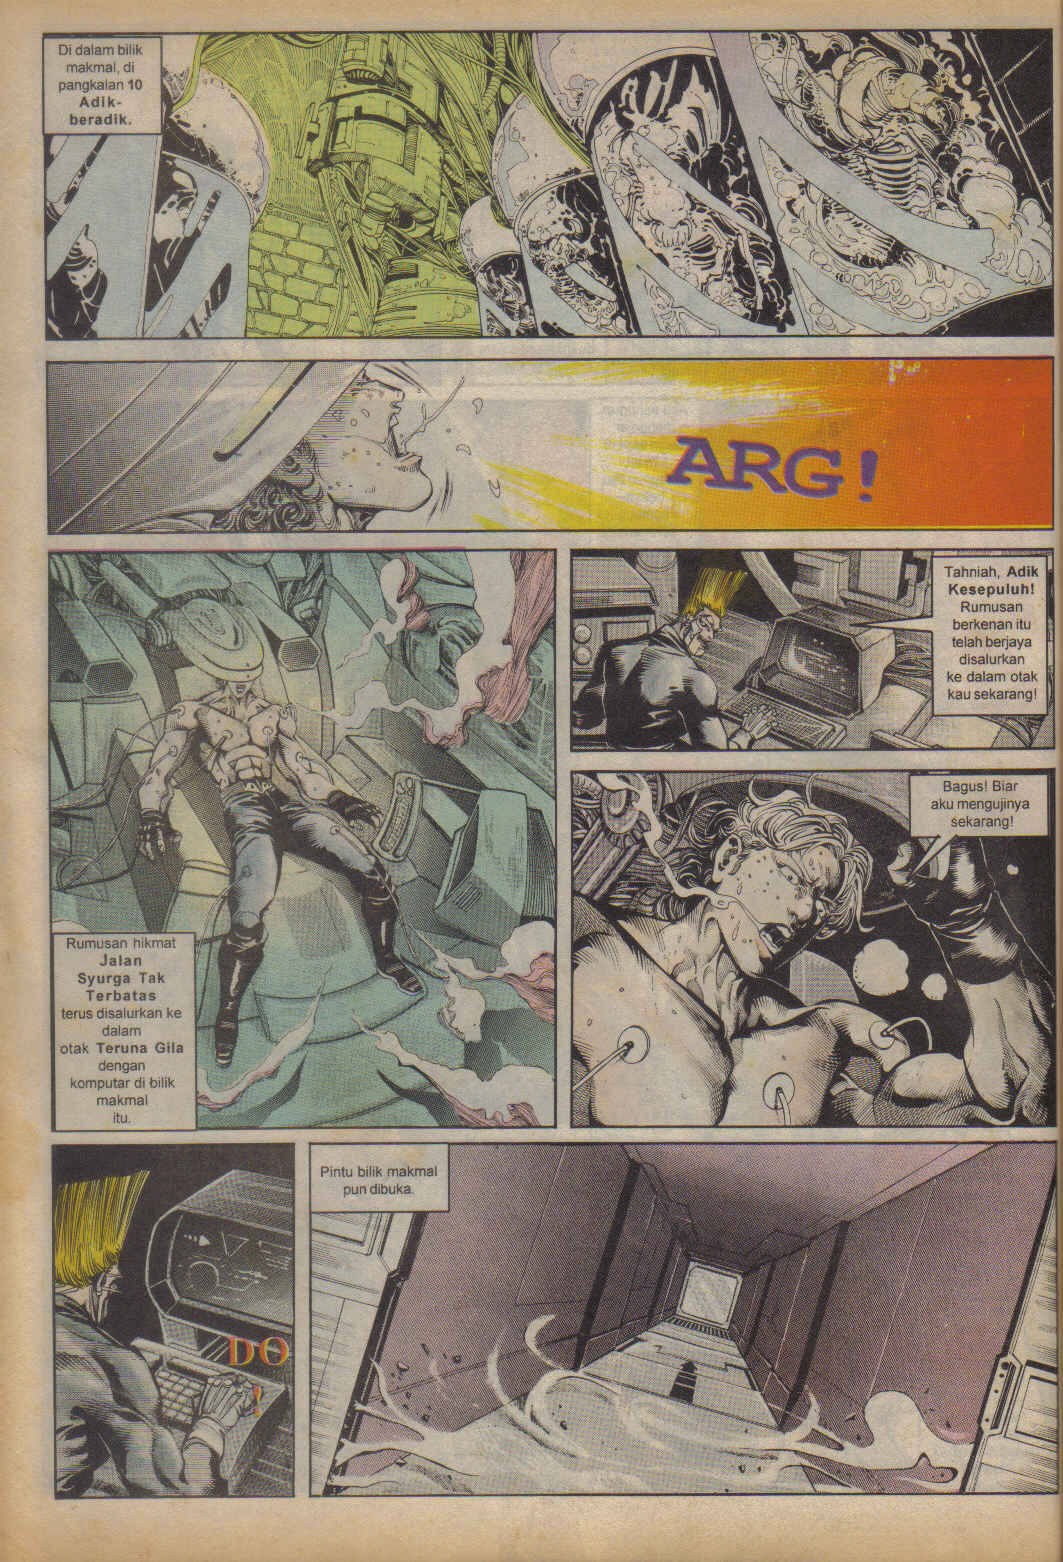 Di dalam bilik
makmal, di
pangkalan 10
Adik-
beradik.
ARG!
Tahniah, Adik
Kesepuluh!
Rumusan
berkenan itu
telah berjaya
disalurkan
ke dalam otak
kau sekarang!
Rumusan hikmat
Jalan
Syurga Tak
Terbatas
terus disalurkan ke
dalam
otak Teruna Gila
dengan
komputar di bilik
makmal
itu.
Bagus! Biar
aku mengujinya
sekarang!
DO
!
Pintu bilik makmal
pun dibuka.